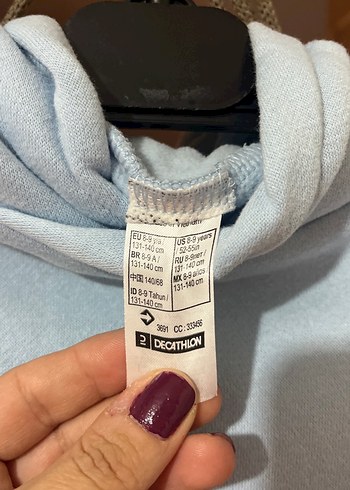 EU 8-9 yrs/
131-140 cm
BR 8-9 A /
131-140 cm
中国 140/68
ID 8-9 Tahun /
131-140 cm
US 8-9 years
52-55in
RU 8-9лет /
131-140 cm
MX 8-9 años
131-140 cm
3691 CC : 333456
DECATHLON